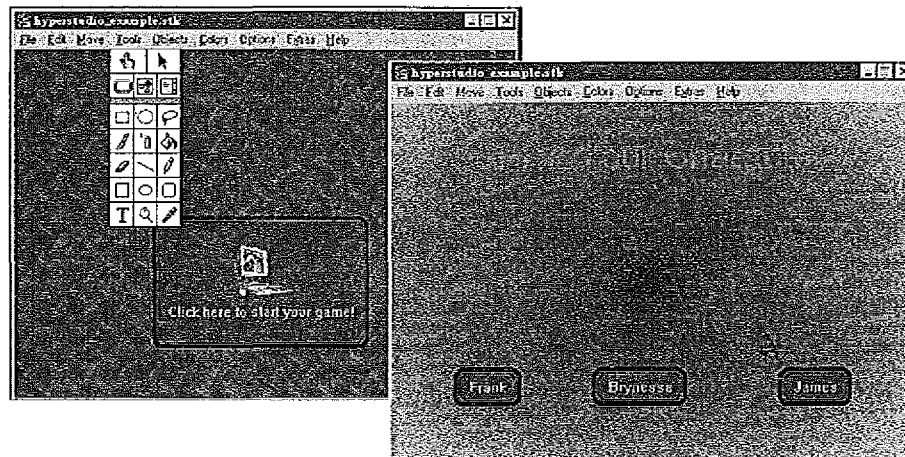 hyperstudio_example.stk
File Edit Move Tools Objects Colors Options Extras Help
T
Click here to start your game!
hyperstudio_example.stk
File Edit Move Tools Objects Colors Options Extras Help
Frank
Brynesse
James